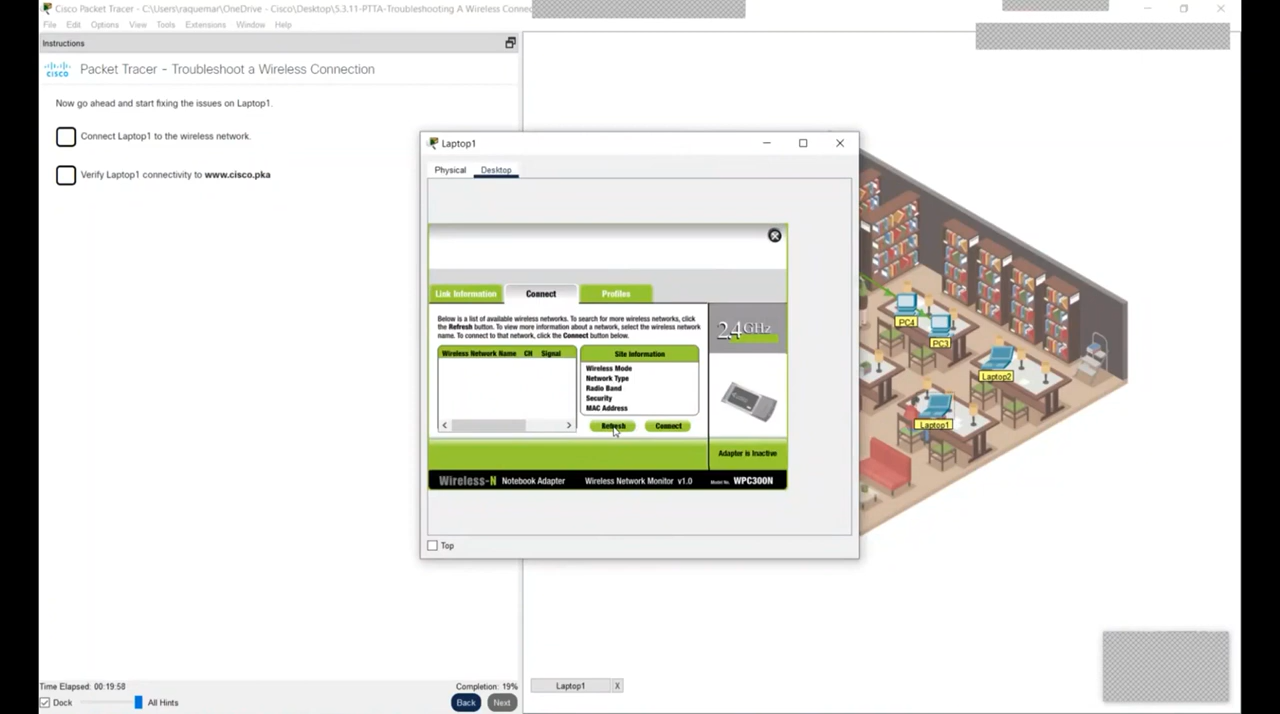 Cisco Packet Tracer - C:\Users\raquemar\OneDrive - Cisco\Desktop\5.3.11-PTTA-Troubleshooting A Wireless Conne
File Edit Options View Tools Extensions Window Help
Instructions
CISCO
Packet Tracer - Troubleshoot a Wireless Connection
Now go ahead and start fixing the issues on Laptop1.
Connect Laptop1 to the wireless network.
Verify Laptop1 connectivity to www.cisco.pka
Laptop1
Physical Desktop
Link Information Connect Profiles
Below is a list of available wireless networks. To search for more wireless networks, click
the Refresh button. To view more information about a network, select the wireless network
name. To connect to that network, click the Connect button below.
2.4GHz
Wireless Network Name CH Signal
Site Information
Wireless Mode
Network Type
Radio Band
Security
MAC Address
Refresh Connect
Adapter is Inactive
Wireless-N Notebook Adapter Wireless Network Monitor v1.0 Model No. WPC300N
Top
PC4
PC3
Laptop2
Laptop1
Time Elapsed: 00:19:58 Completion: 19%
Dock All Hints Back Next
Laptop1 X